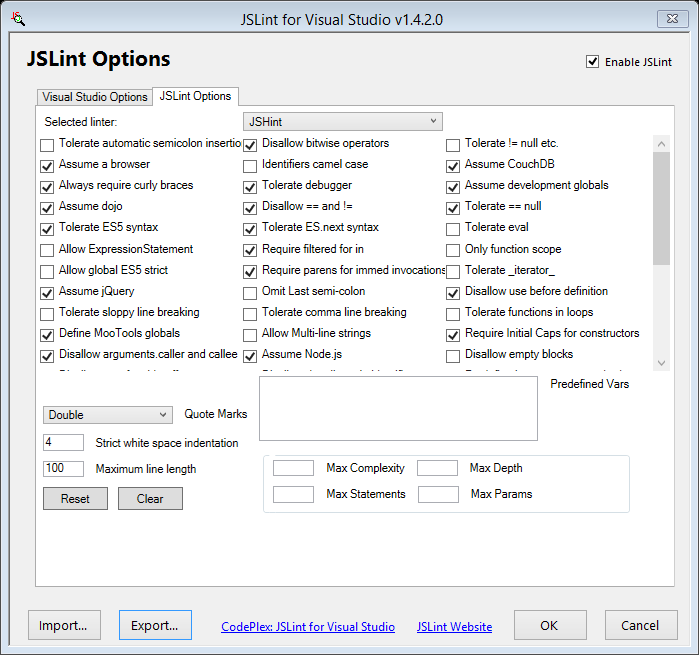 JSLint for Visual Studio v1.4.2.0
JSLint Options
Enable JSLint
Visual Studio Options
JSLint Options
Selected linter:
JSHint
Tolerate automatic semicolon insertio
Disallow bitwise operators
Tolerate != null etc.
Assume a browser
Identifiers camel case
Assume CouchDB
Always require curly braces
Tolerate debugger
Assume development globals
Assume dojo
Disallow == and !=
Tolerate == null
Tolerate ES5 syntax
Tolerate ES.next syntax
Tolerate eval
Allow ExpressionStatement
Require filtered for in
Only function scope
Allow global ES5 strict
Require parens for immed invocations
Tolerate _iterator_
Assume jQuery
Omit Last semi-colon
Disallow use before definition
Tolerate sloppy line breaking
Tolerate comma line breaking
Tolerate functions in loops
Define MooTools globals
Allow Multi-line strings
Require Initial Caps for constructors
Disallow arguments.caller and callee
Assume Node.js
Disallow empty blocks
Predefined Vars
Double
Quote Marks
4
Strict white space indentation
100
Maximum line length
Max Complexity
Max Depth
Max Statements
Max Params
Reset
Clear
Import...
Export...
CodePlex: JSLint for Visual Studio
JSLint Website
OK
Cancel